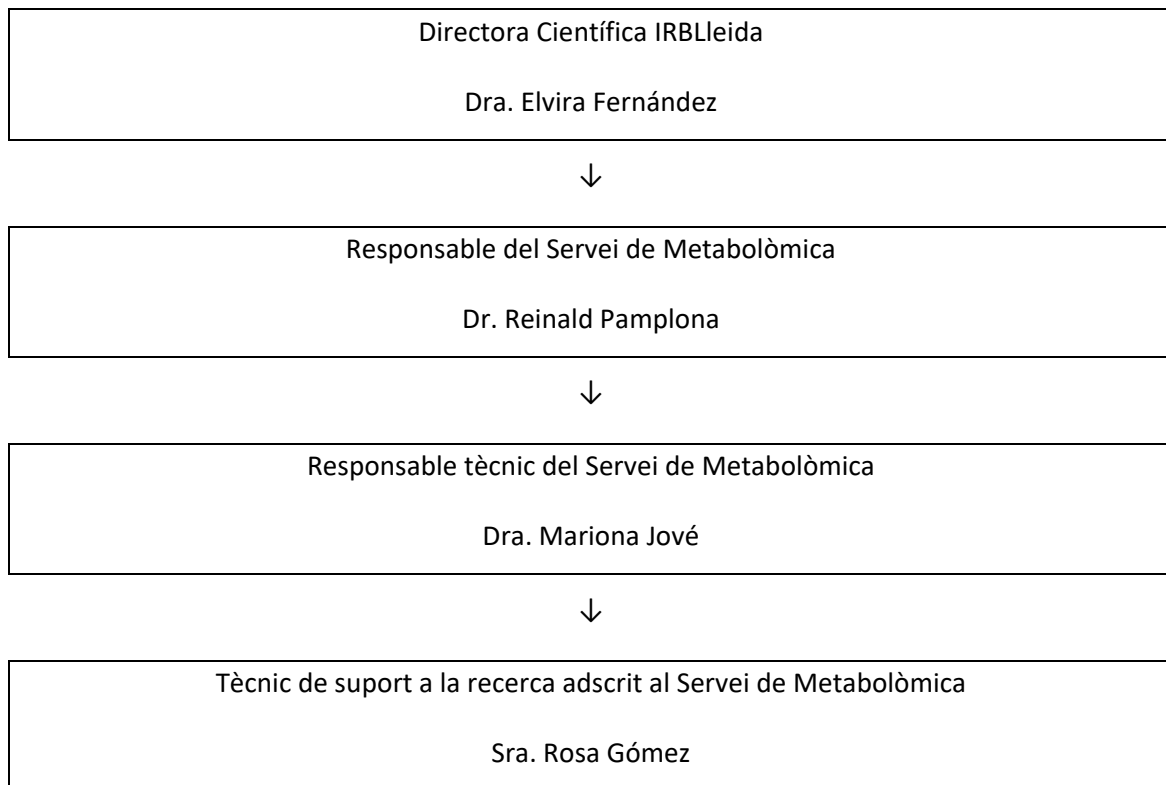 Directora Científica IRBLleida
Dra. Elvira Fernández
↓
Responsable del Servei de Metabolòmica
Dr. Reinald Pamplona
↓
Responsable tècnic del Servei de Metabolòmica
Dra. Mariona Jové
↓
Tècnic de suport a la recerca adscrit al Servei de Metabolòmica
Sra. Rosa Gómez